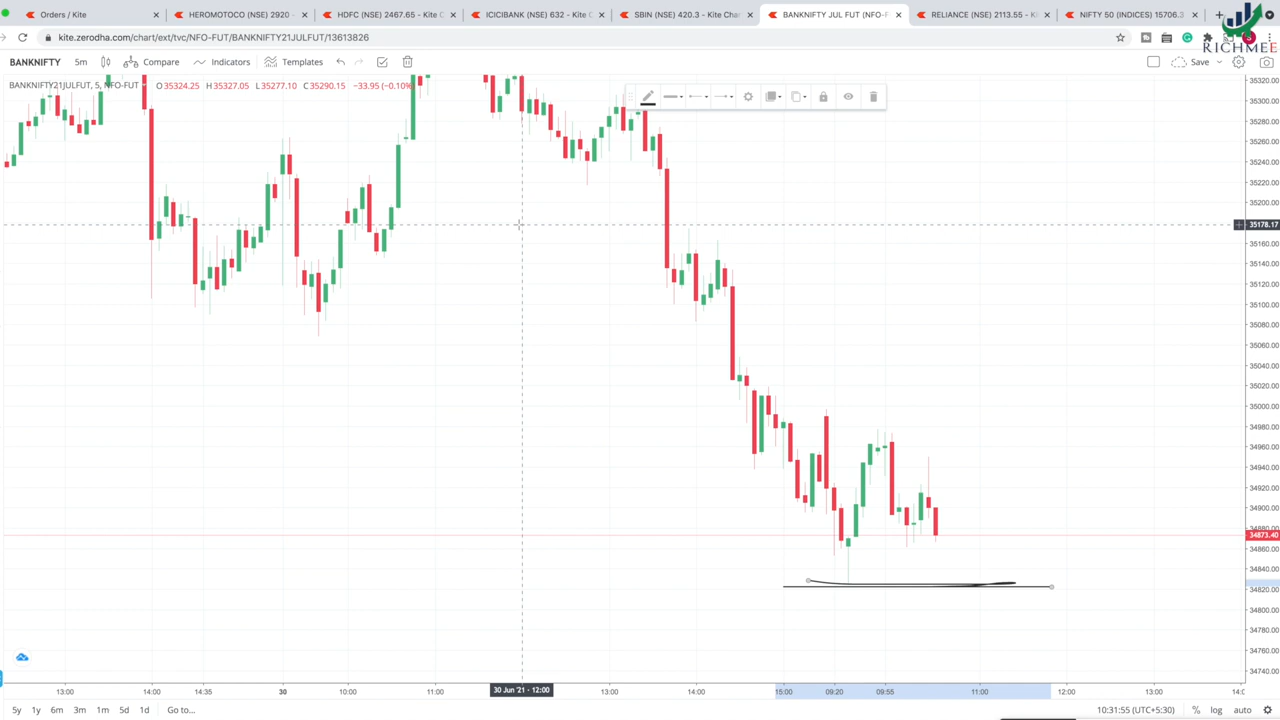 Orders
HEROMOTOCO (NSE) 2920 - Kite
HDFC (NSE) 2467.65 - Kite C
ICICIBANK (NSE) 632 - Kite C
SBIN (NSE) 420.3 - Kite Cha
BANKNIFTY JUL FUT (NFO-F
RELIANCE (NSE) 2113.55 - Ki
NIFTY 50 (INDICES) 15706.3
kite.zerodha.com/chart/ext/tvc/NFO-FUT/BANKNIFTY21JULFUT/13613826
RICHMEE
BANKNIFTY 5m Compare Indicators Templates Save
BANKNIFTY21JULFUT, 5, NFO-FUT O35324.25 H35327.05 L35277.10 C35290.15 −33.95 (−0.10%)
35320.00
35300.00
35280.00
35260.00
35240.00
35220.00
35200.00
35178.17
35160.00
35140.00
35120.00
35100.00
35080.00
35060.00
35040.00
35020.00
35000.00
34980.00
34960.00
34940.00
34920.00
34900.00
34880.00
34873.40
34860.00
34840.00
34820.00
34800.00
34780.00
34760.00
34740.00
13:00 14:00 14:35 30 10:00 11:00 30 Jun '21 - 12:00 13:00 14:00 15:00 09:20 09:55 11:00 12:00 13:00
5y 1y 6m 3m 1m 5d 1d Go to... 10:31:55 (UTC+5:30) % log auto